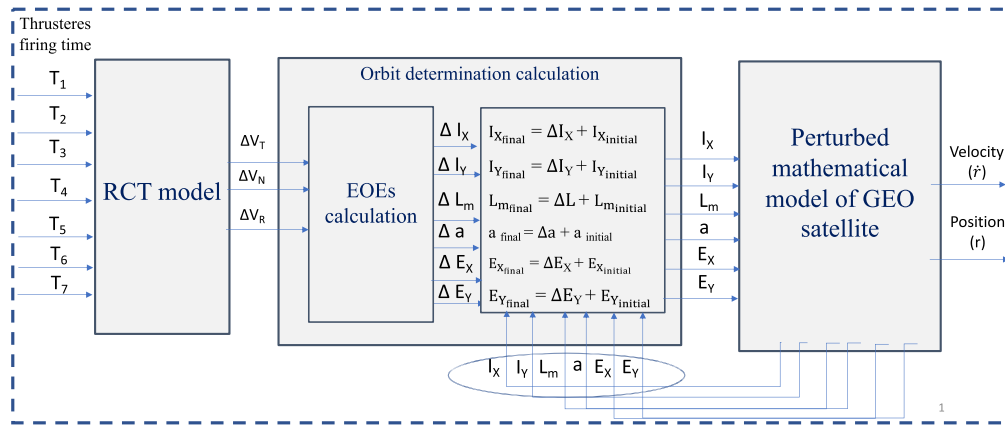 Thrusteres
firing time
T1
T2
T3
T4
T5
T6
T7
RCT model
ΔVT
ΔVN
ΔVR
Orbit determination calculation
EOEs
calculation
Δ IX
Δ IY
Δ Lm
Δ a
Δ EX
Δ EY
IXfinal = ΔIX + IXinitial
IYfinal = ΔIY + IYinitial
Lmfinal = ΔL + Lminitial
a final = Δa + a initial
EXfinal = ΔEX + EXinitial
EYfinal = ΔEY + EYinitial
IX
IY
Lm
a
EX
EY
Perturbed
mathematical
model of GEO
satellite
Velocity
(ṙ)
Position
(r)
IX IY Lm a EX EY
1